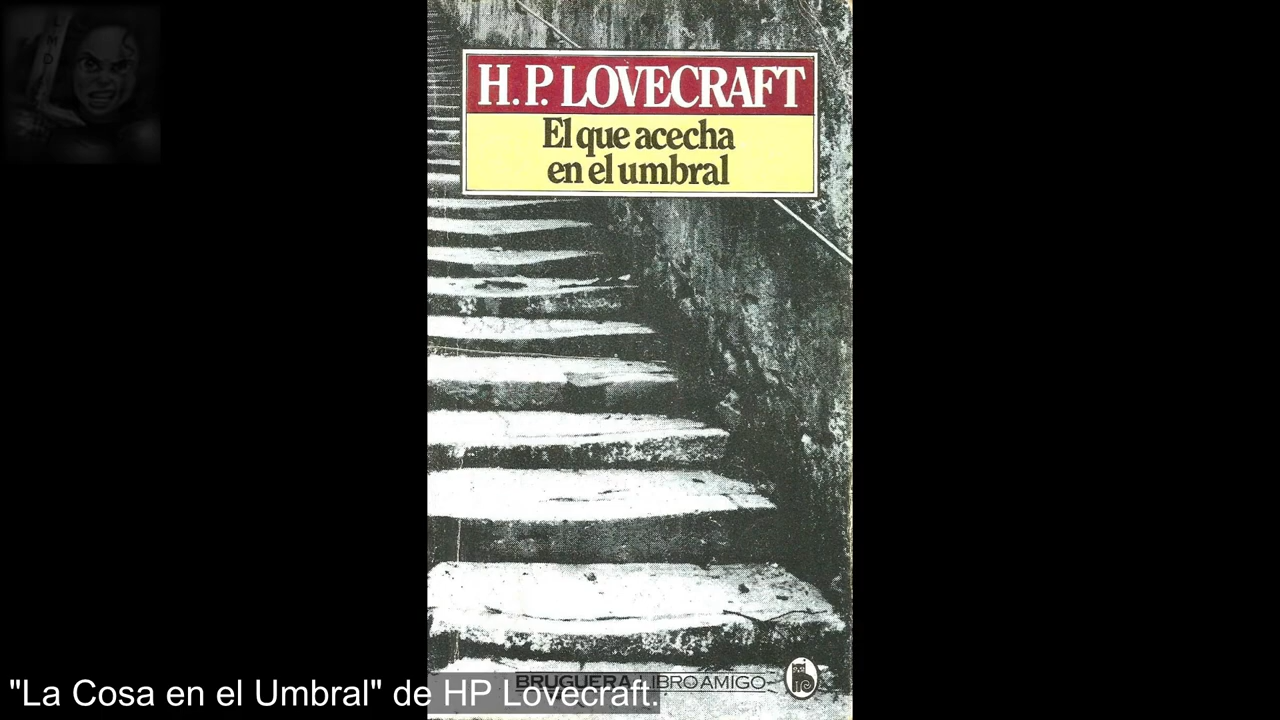 H.P. LOVECRAFT
El que acecha
en el umbral
BRUGUERA LIBRO AMIGO
"La Cosa en el Umbral" de HP Lovecraft.